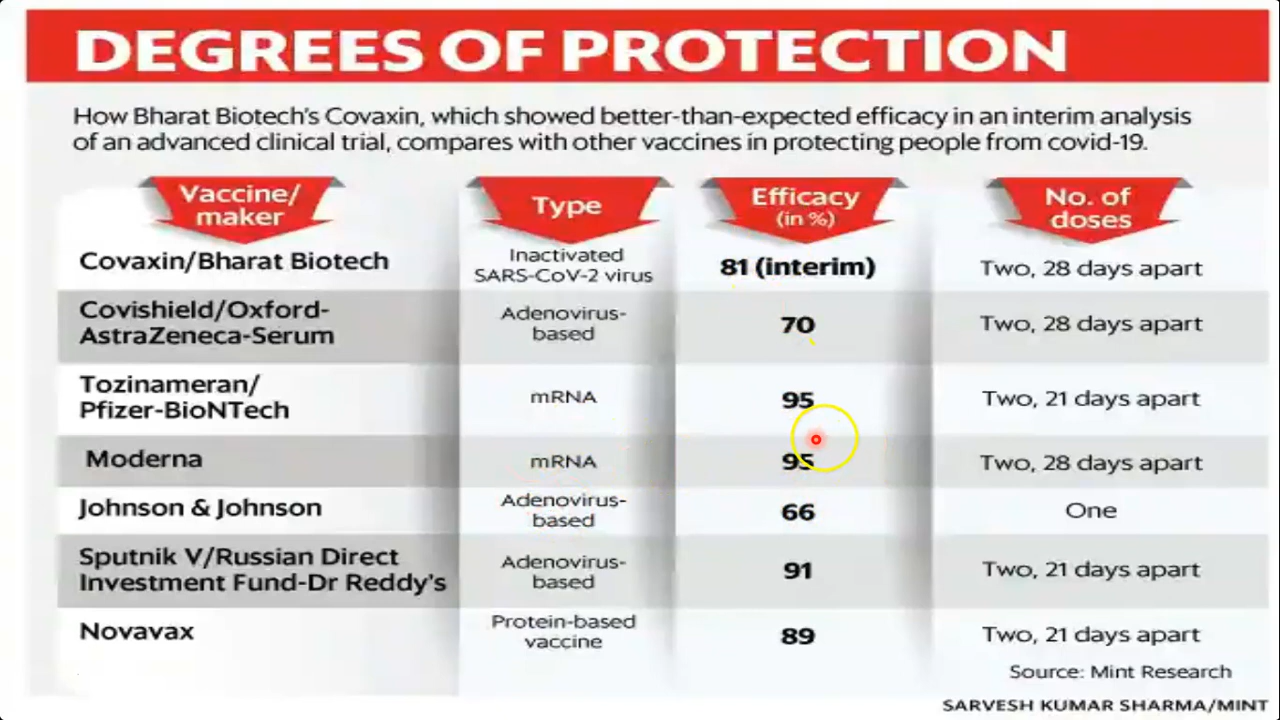 DEGREES OF PROTECTION
How Bharat Biotech's Covaxin, which showed better-than-expected efficacy in an interim analysis
of an advanced clinical trial, compares with other vaccines in protecting people from covid-19.
Vaccine/
maker
Type
Efficacy
(in %)
No. of
doses
Covaxin/Bharat Biotech
Inactivated
SARS-CoV-2 virus
81 (interim)
Two, 28 days apart
Covishield/Oxford-
AstraZeneca-Serum
Adenovirus-
based
70
Two, 28 days apart
Tozinameran/
Pfizer-BioNTech
mRNA
95
Two, 21 days apart
Moderna
mRNA
95
Two, 28 days apart
Johnson & Johnson
Adenovirus-
based
66
One
Sputnik V/Russian Direct
Investment Fund-Dr Reddy's
Adenovirus-
based
91
Two, 21 days apart
Novavax
Protein-based
vaccine
89
Two, 21 days apart
Source: Mint Research
SARVESH KUMAR SHARMA/MINT